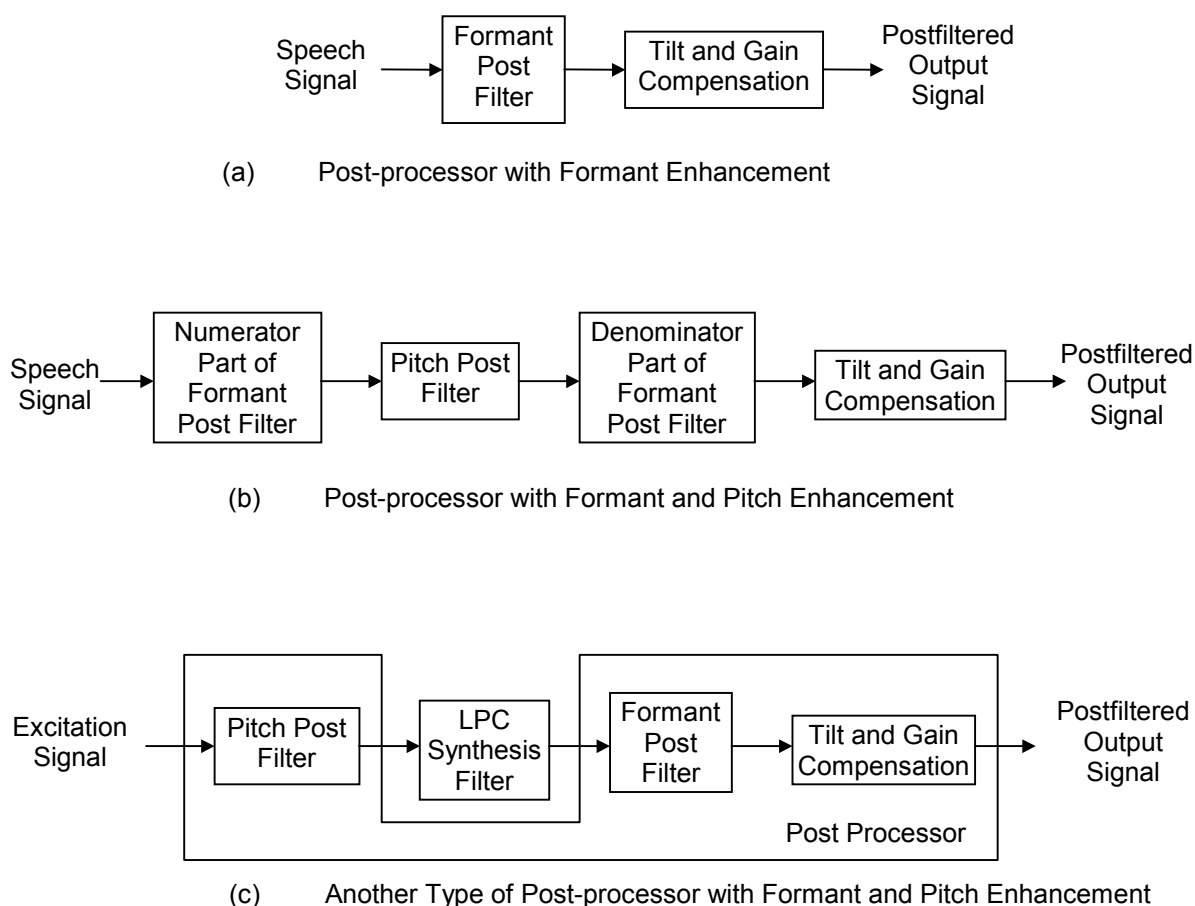 Speech
Signal
Formant
Post
Filter
Tilt and Gain
Compensation
Postfiltered
Output
Signal
(a) Post-processor with Formant Enhancement
Speech
Signal
Numerator
Part of
Formant
Post Filter
Pitch Post
Filter
Denominator
Part of
Formant
Post Filter
Tilt and Gain
Compensation
Postfiltered
Output
Signal
(b) Post-processor with Formant and Pitch Enhancement
Excitation
Signal
Pitch Post
Filter
LPC
Synthesis
Filter
Formant
Post
Filter
Tilt and Gain
Compensation
Postfiltered
Output
Signal
Post Processor
(c) Another Type of Post-processor with Formant and Pitch Enhancement